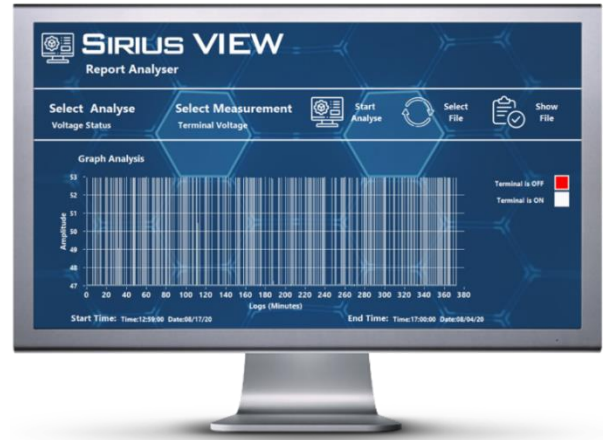 SIRIUS VIEW
Report Analyser
Select Analyse
Voltage Status
Select Measurement
Terminal Voltage
Start
Analyse
Select
File
Show
File
Graph Analysis
Terminal is OFF
Terminal is ON
Amplitude
53
52
51
50
49
48
47
0 20 40 60 80 100 120 140 160 180 200 220 240 260 280 300 320 340 360 380
Logs (Minutes)
Start Time: Time:12:59:00 Date:08/17/20
End Time: Time:17:00:00 Date:08/04/20